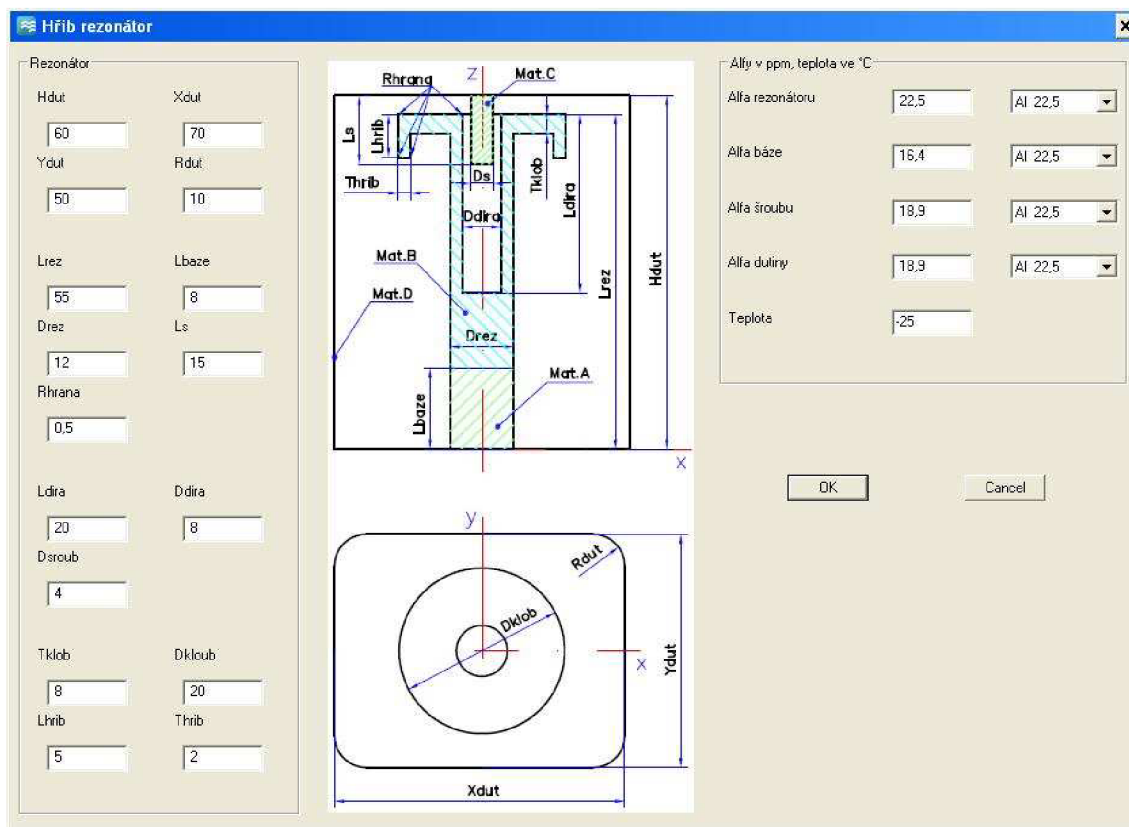 Hřib rezonátor
Rezonátor
Hdut Xdut
60 70
Ydut Rdut
50 10
Lrez Lbaze
55 8
Drez Ls
12 15
Rhrana
0,5
Ldira Ddira
20 8
Dsroub
4
Tklob Dkloub
8 20
Lhrib Thrib
5 2
z
Mat.C
Rhrana
Ls
Lhrib
Tklob
Thrib
Ds
Ldira
Ddira
Mat.B
Mat.D
Lrez
Hdut
Drez
Mat.A
Lbaze
x
y
Rdut
Dklob
x
Ydut
Xdut
Alfy v ppm, teplota ve °C
Alfa rezonátoru 22,5 Al 22,5
Alfa báze 16,4 Al 22,5
Alfa šroubu 18,9 Al 22,5
Alfa dutiny 18,9 Al 22,5
Teplota -25
OK Cancel